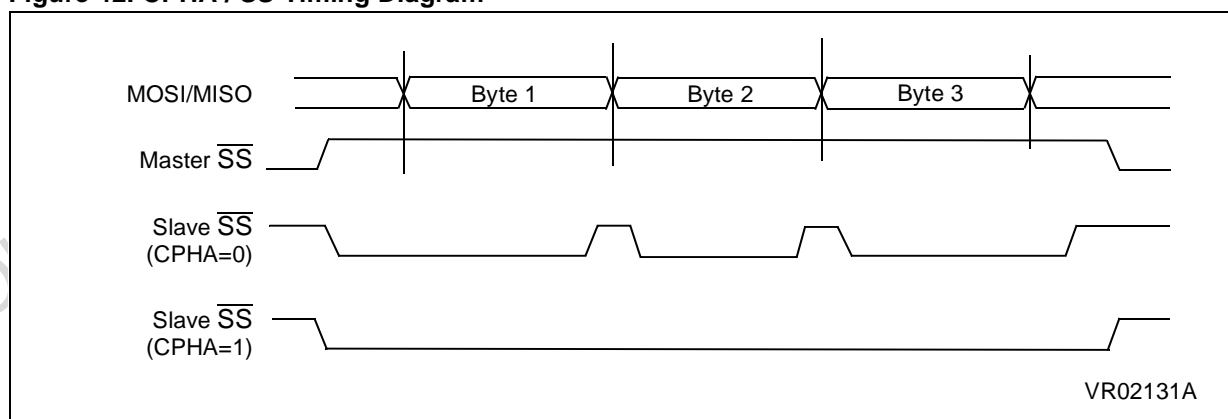 MOSI/MISO
Byte 1
Byte 2
Byte 3
Master SS
Slave SS
(CPHA=0)
Slave SS
(CPHA=1)
VR02131A